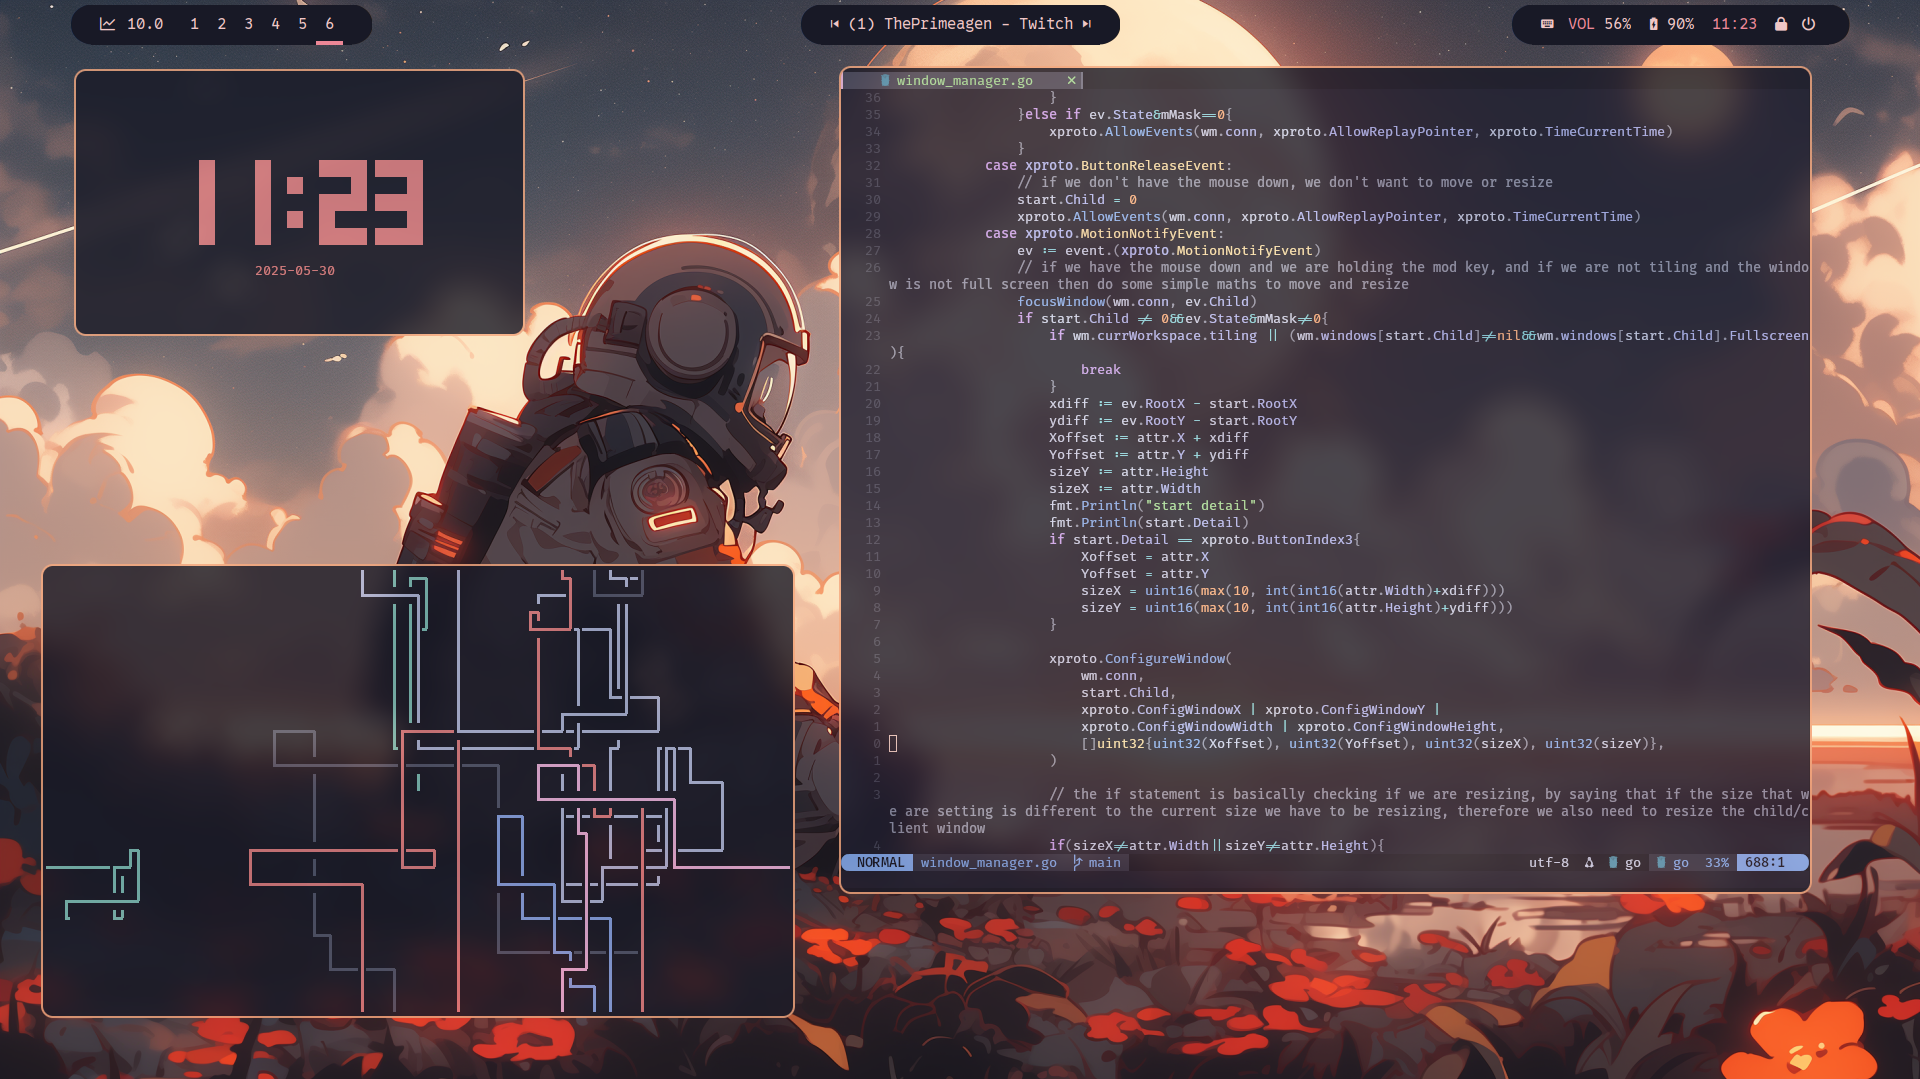 10.0 1 2 3 4 5 6
(1) ThePrimeagen - Twitch
VOL 56% 90% 11:23
11:23
2025-05-30
window_manager.go ✕
36 }
35 }else if ev.State&mMask==0{
34 xproto.AllowEvents(wm.conn, xproto.AllowReplayPointer, xproto.TimeCurrentTime)
33 }
32 case xproto.ButtonReleaseEvent:
31 // if we don't have the mouse down, we don't want to move or resize
30 start.Child = 0
29 xproto.AllowEvents(wm.conn, xproto.AllowReplayPointer, xproto.TimeCurrentTime)
28 case xproto.MotionNotifyEvent:
27 ev := event.(xproto.MotionNotifyEvent)
26 // if we have the mouse down and we are holding the mod key, and if we are not tiling and the windo
w is not full screen then do some simple maths to move and resize
25 focusWindow(wm.conn, ev.Child)
24 if start.Child != 0&&ev.State&mMask!=0{
23 if wm.currWorkspace.tiling || (wm.windows[start.Child]!=nil&&wm.windows[start.Child].Fullscreen
){
22 break
21 }
20 xdiff := ev.RootX - start.RootX
19 ydiff := ev.RootY - start.RootY
18 Xoffset := attr.X + xdiff
17 Yoffset := attr.Y + ydiff
16 sizeY := attr.Height
15 sizeX := attr.Width
14 fmt.Println("start detail")
13 fmt.Println(start.Detail)
12 if start.Detail == xproto.ButtonIndex3{
11 Xoffset = attr.X
10 Yoffset = attr.Y
9 sizeX = uint16(max(10, int(int16(attr.Width)+xdiff)))
8 sizeY = uint16(max(10, int(int16(attr.Height)+ydiff)))
7 }
6
5 xproto.ConfigureWindow(
4 wm.conn,
3 start.Child,
2 xproto.ConfigWindowX | xproto.ConfigWindowY |
1 xproto.ConfigWindowWidth | xproto.ConfigWindowHeight,
0 []uint32{uint32(Xoffset), uint32(Yoffset), uint32(sizeX), uint32(sizeY)},
1 )
2
3 // the if statement is basically checking if we are resizing, by saying that if the size that w
e are setting is different to the current size we have to be resizing, therefore we also need to resize the child/c
lient window
4 if(sizeX!=attr.Width||sizeY!=attr.Height){
NORMAL window_manager.go main utf-8 go go 33% 688:1